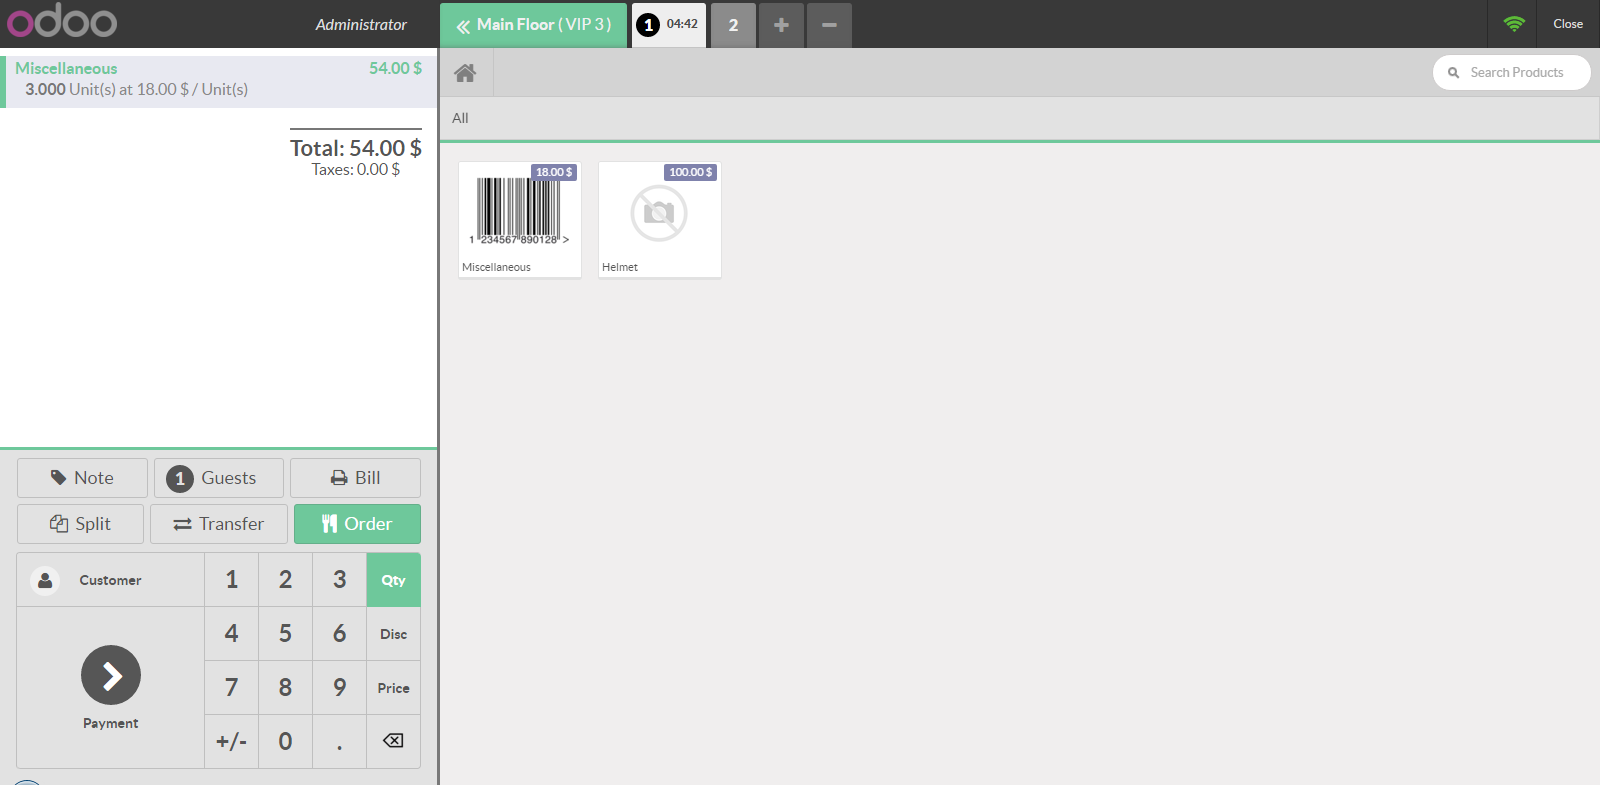 odoo
Administrator
Main Floor ( VIP 3 )
1 04:42
2
+
−
Close
Miscellaneous 54.00 $
3.000 Unit(s) at 18.00 $ / Unit(s)
Total: 54.00 $
Taxes: 0.00 $
Search Products
All
18.00 $
1 234567 890128 >
Miscellaneous
100.00 $
Helmet
Note
1 Guests
Bill
Split
Transfer
Order
Customer
1 2 3 Qty
4 5 6 Disc
7 8 9 Price
Payment
+/- 0 .